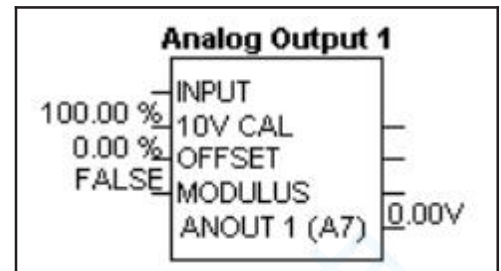 Analog Output 1
INPUT
100.00 % 10V CAL
0.00 % OFFSET
FALSE MODULUS
ANOUT 1 (A7) 0.00V